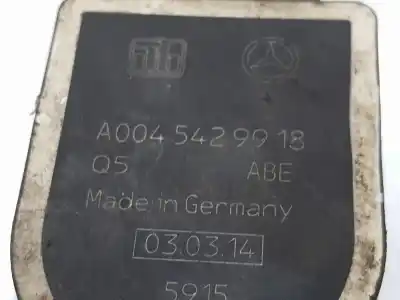 A004 542 99 18
Q5 ABE
Made in Germany
03.03.14
5915